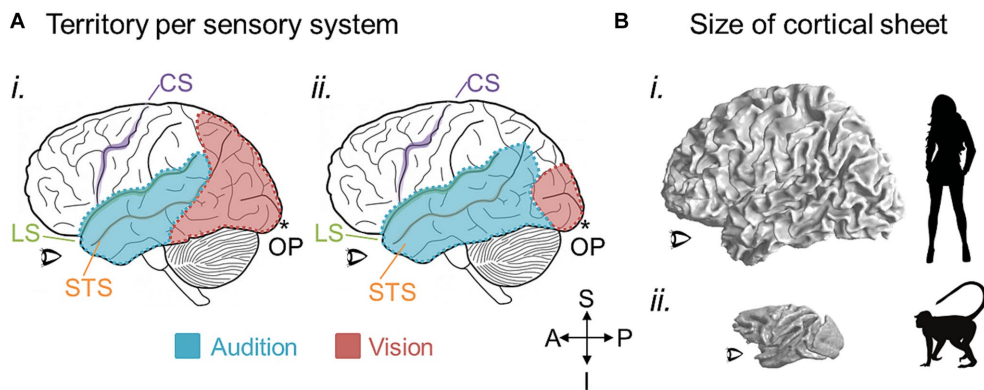 A Territory per sensory system
i.
CS
LS
STS
*
OP
ii.
CS
LS
STS
*
OP
Audition
Vision
S
A P
I
B Size of cortical sheet
i.
ii.